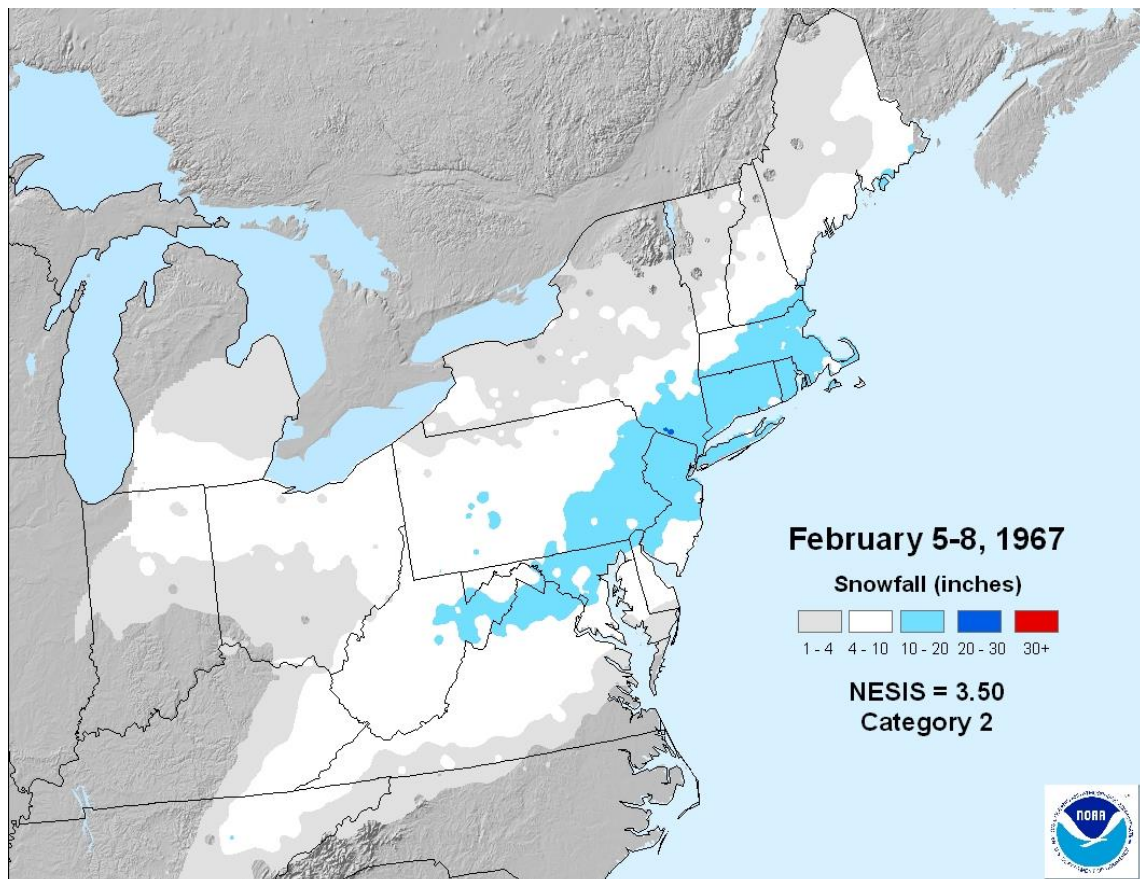 February 5-8, 1967
Snowfall (inches)
1 - 4 4 - 10 10 - 20 20 - 30 30+
NESIS = 3.50
Category 2
NOAA